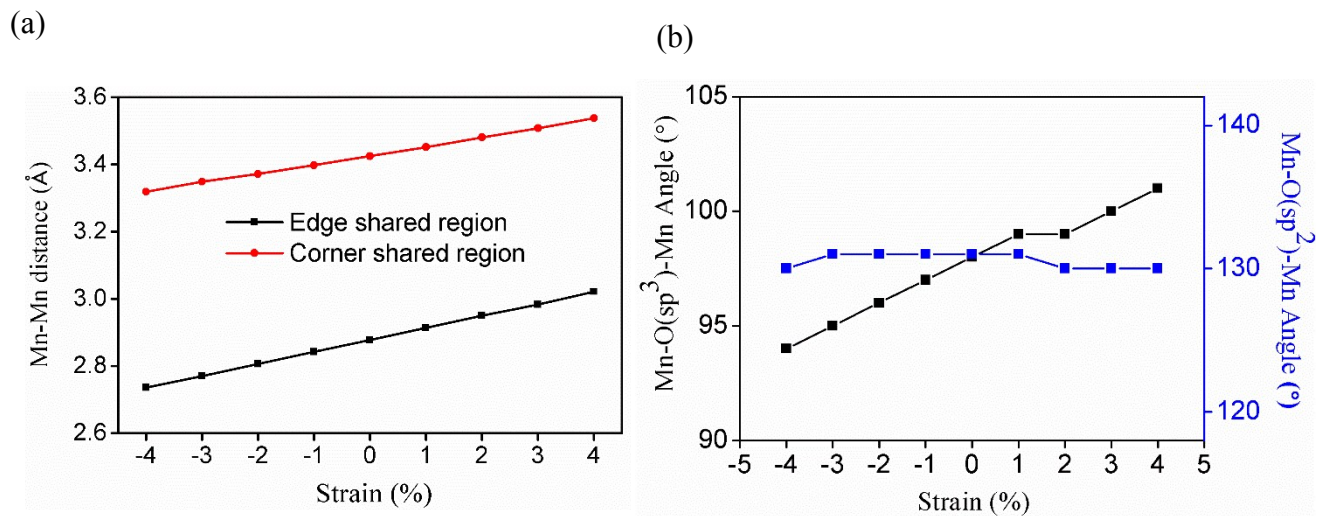 (a)
3.6
3.4
3.2
3.0
2.8
2.6
Mn-Mn distance (Å)
Edge shared region
Corner shared region
-4 -3 -2 -1 0 1 2 3 4
Strain (%)
(b)
105
100
95
90
Mn-O(sp³)-Mn Angle (°)
140
130
120
Mn-O(sp²)-Mn Angle (°)
-5 -4 -3 -2 -1 0 1 2 3 4 5
Strain (%)